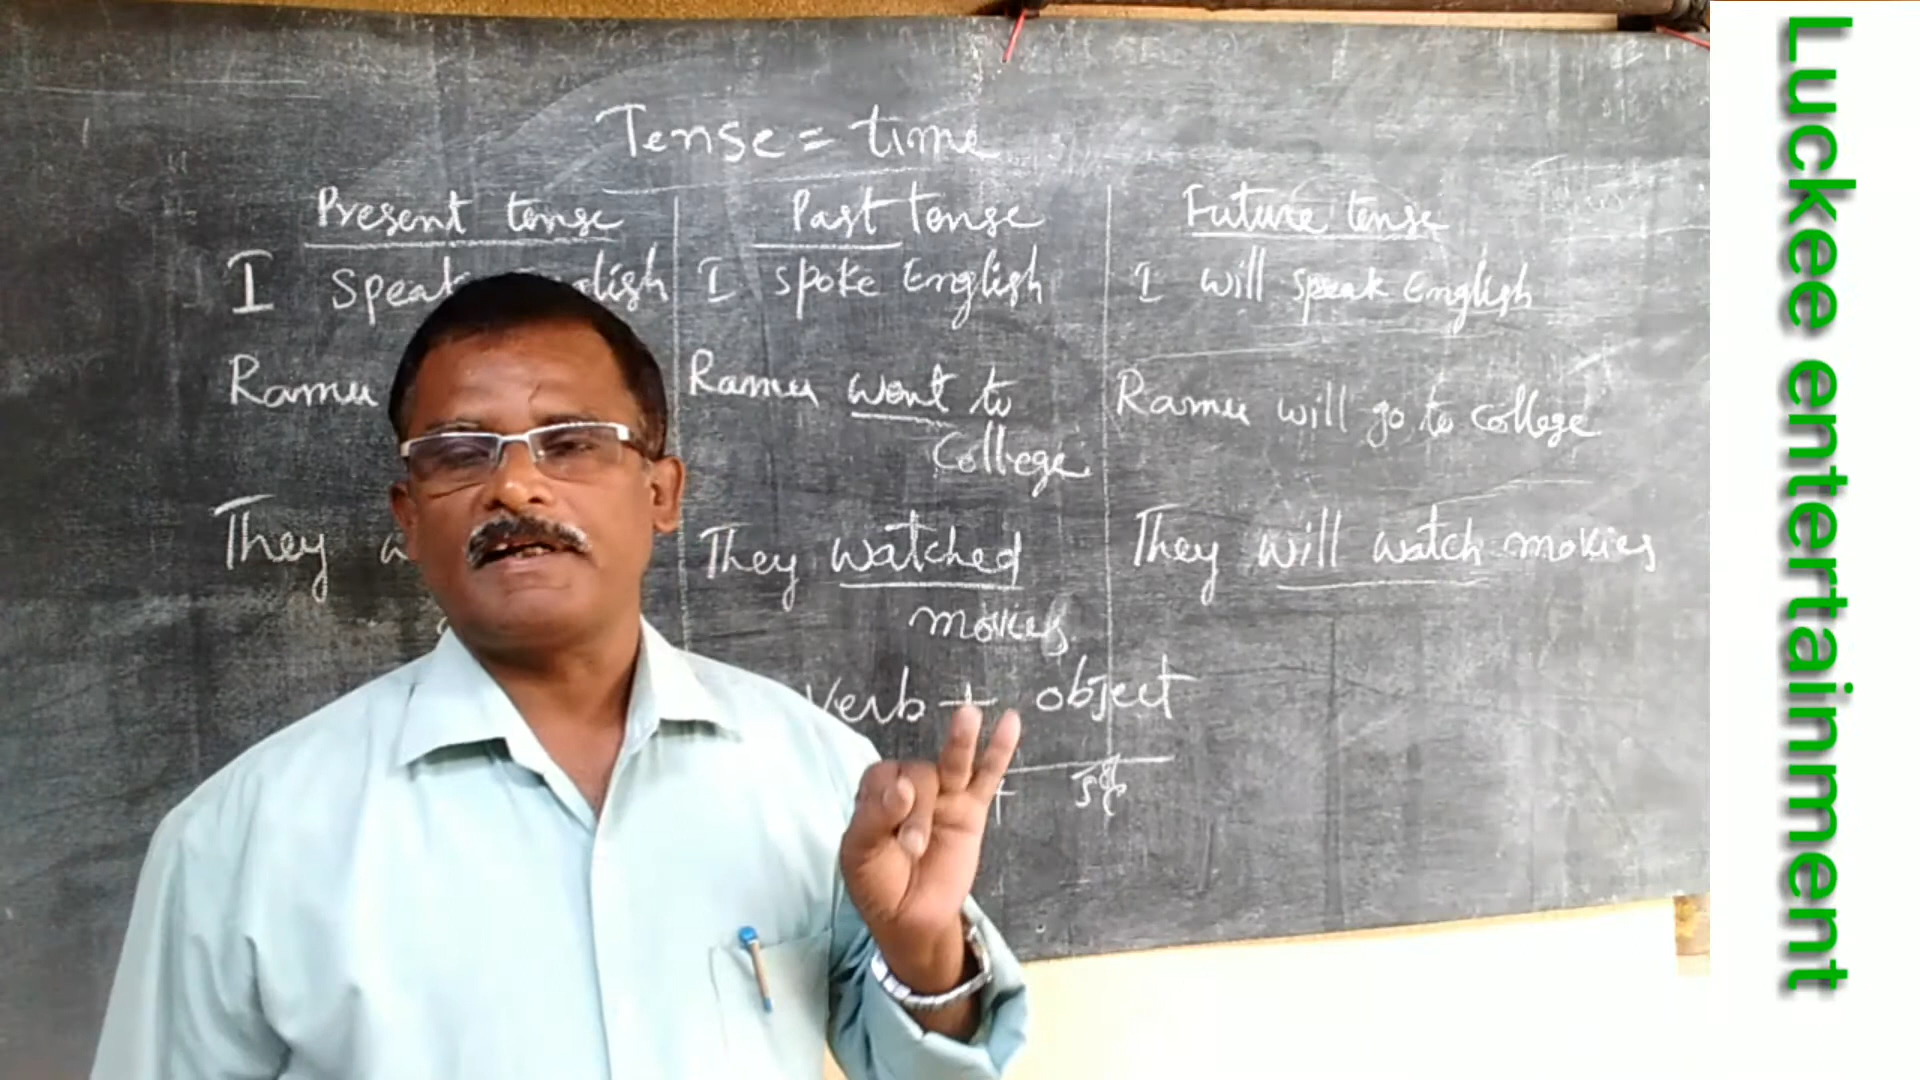 Tense = time
Present tense
I speak English
Ramu
They
Past tense
I spoke English
Ramu went to
College
They watched
movies
Future tense
I will speak English
Ramu will go to college
They will watch movies
Verb + object
+
Luckee entertainment